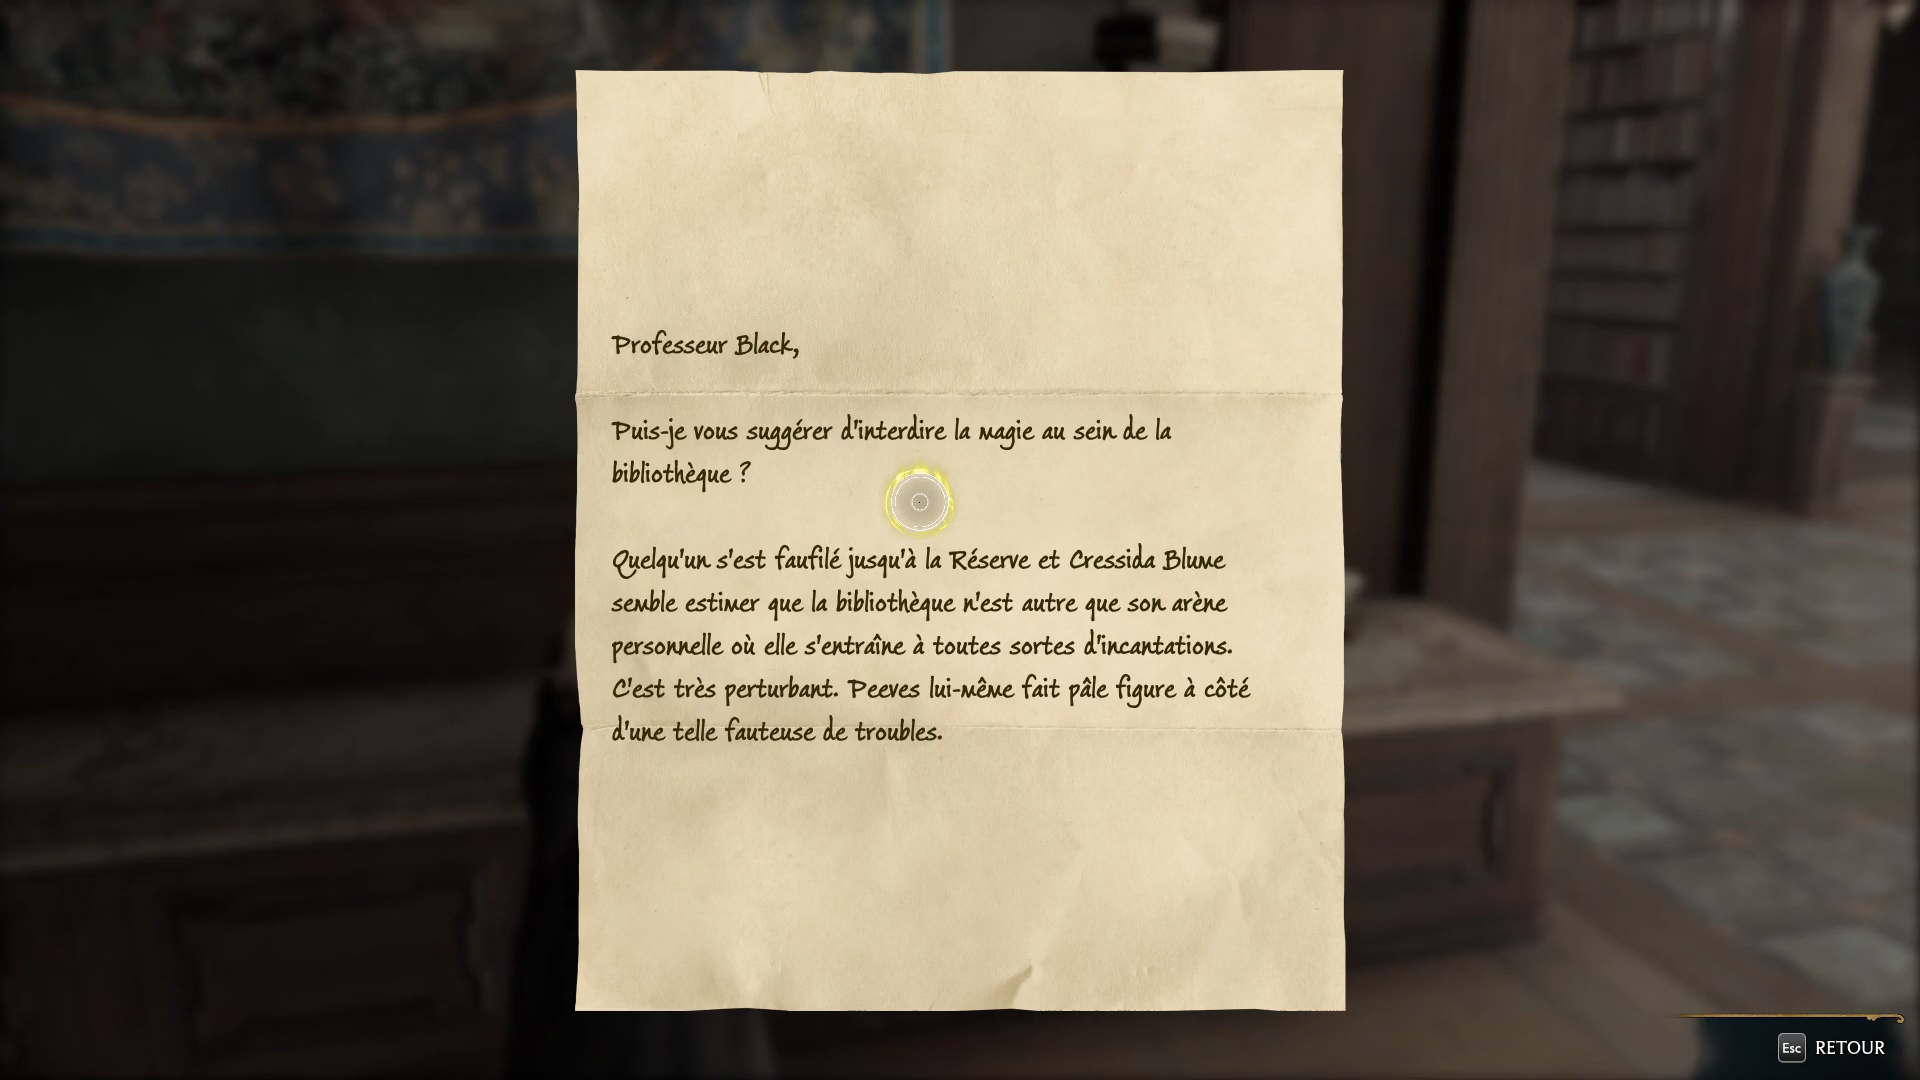 Professeur Black,
Puis-je vous suggérer d'interdire la magie au sein de la
bibliothèque ?
Quelqu'un s'est faufilé jusqu'à la Réserve et Cressida Blume
semble estimer que la bibliothèque n'est autre que son arène
personnelle où elle s'entraîne à toutes sortes d'incantations.
C'est très perturbant. Peeves lui-même fait pâle figure à côté
d'une telle fauteuse de troubles.
Esc RETOUR